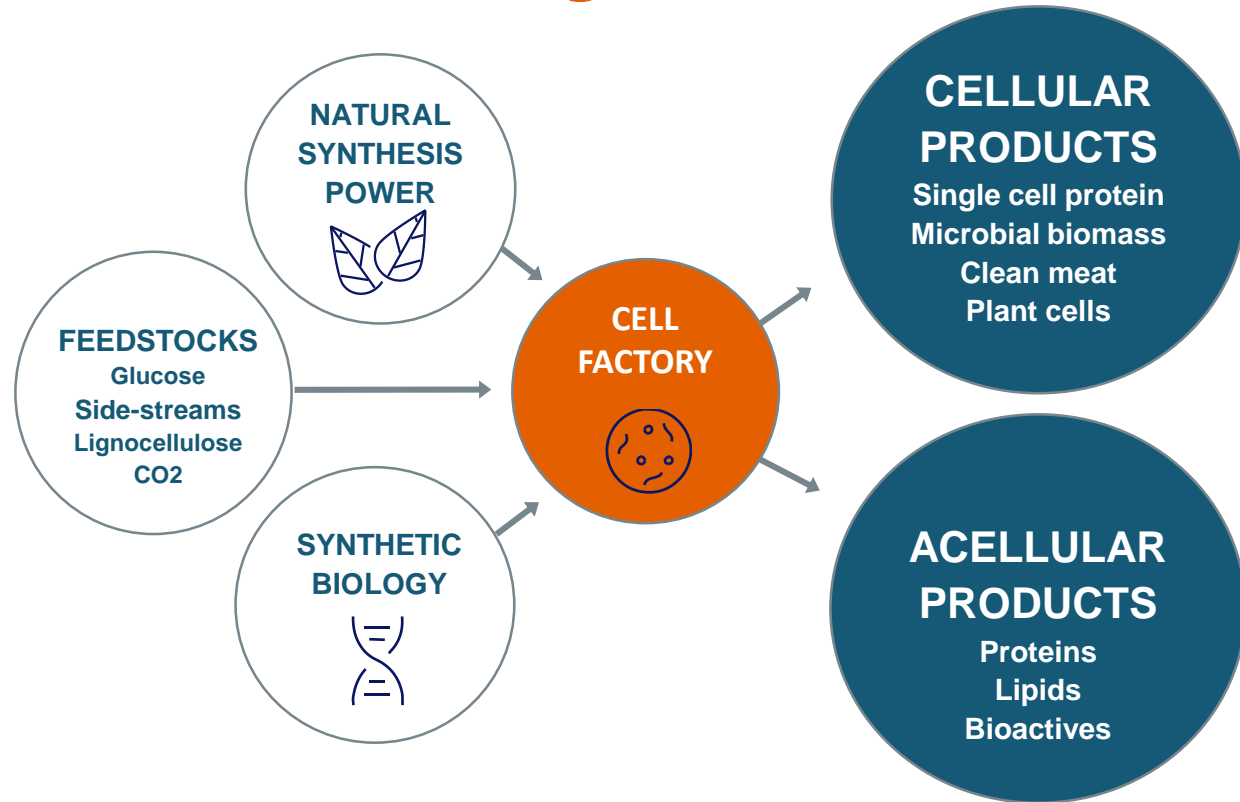 NATURAL
SYNTHESIS
POWER
FEEDSTOCKS
Glucose
Side-streams
Lignocellulose
CO2
SYNTHETIC
BIOLOGY
CELL
FACTORY
CELLULAR
PRODUCTS
Single cell protein
Microbial biomass
Clean meat
Plant cells
ACELLULAR
PRODUCTS
Proteins
Lipids
Bioactives